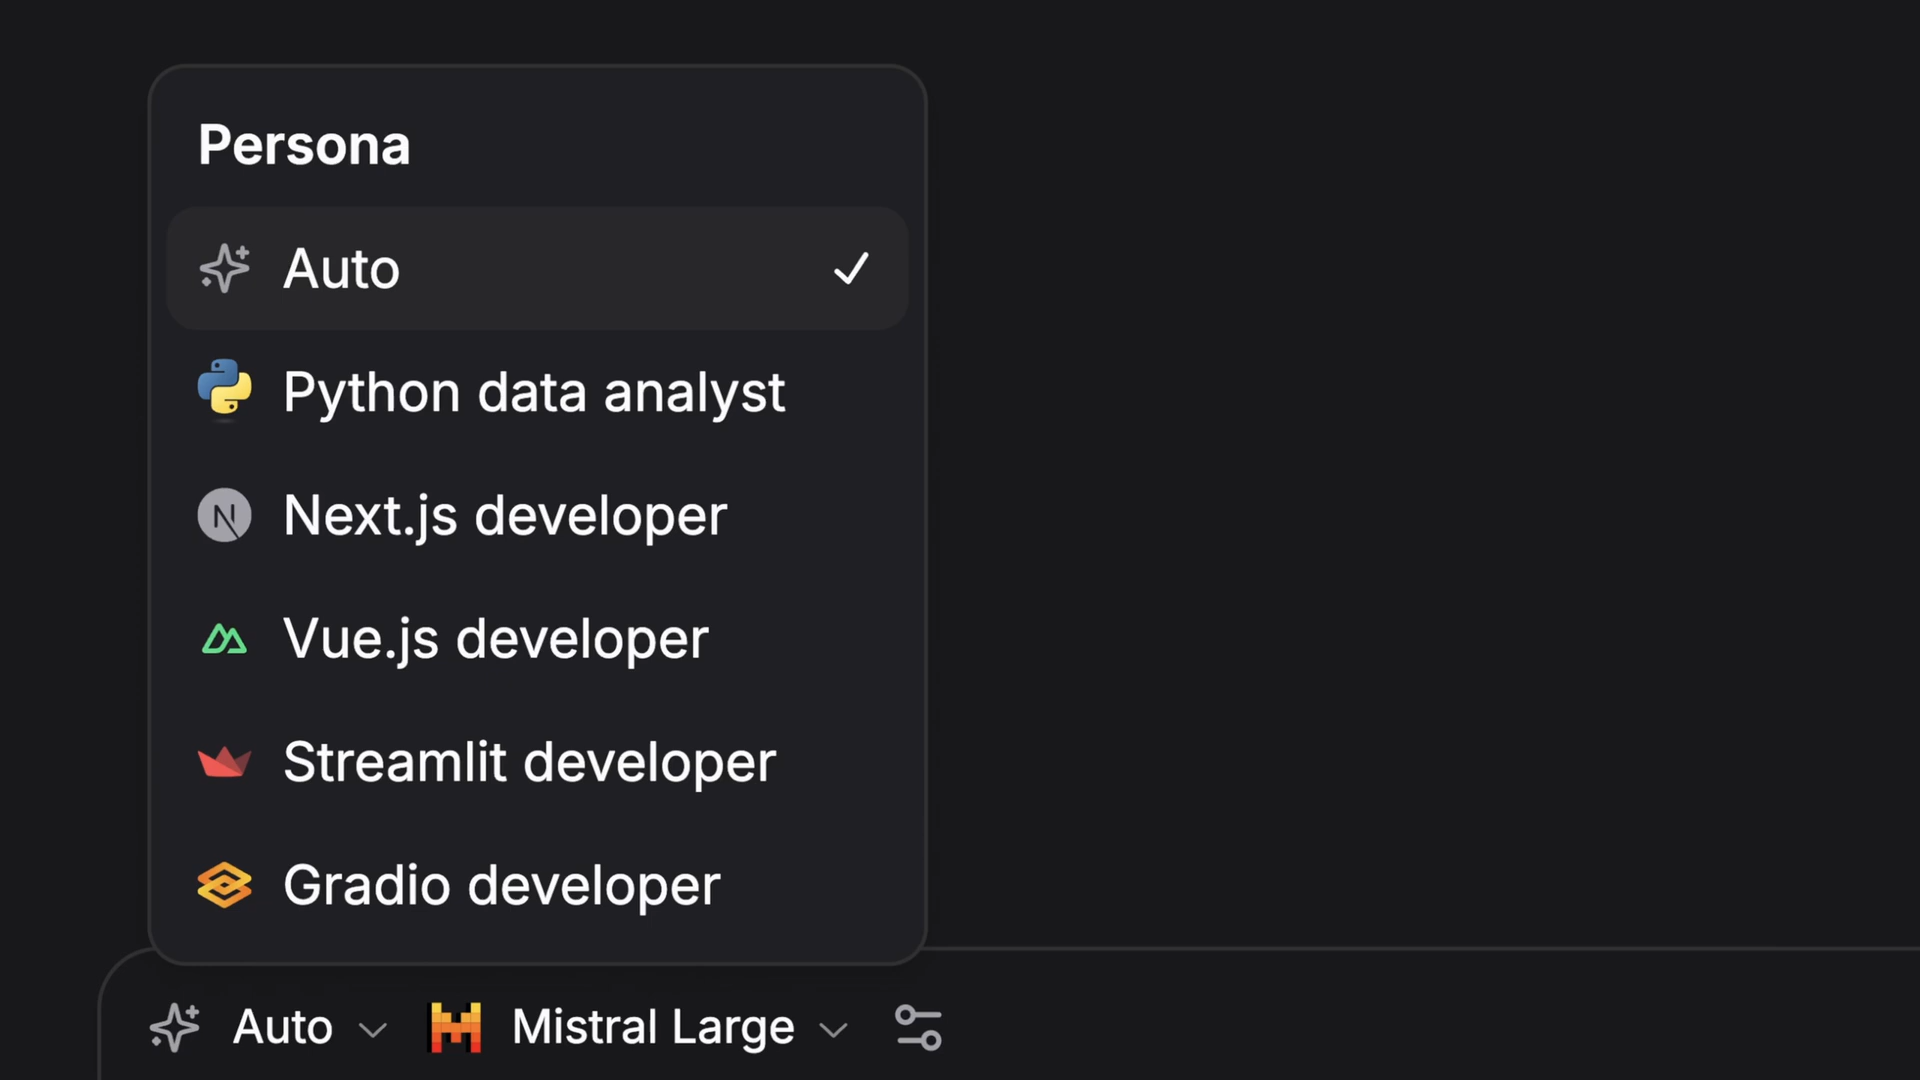 Persona
Auto
Python data analyst
Next.js developer
Vue.js developer
Streamlit developer
Gradio developer
Auto Mistral Large